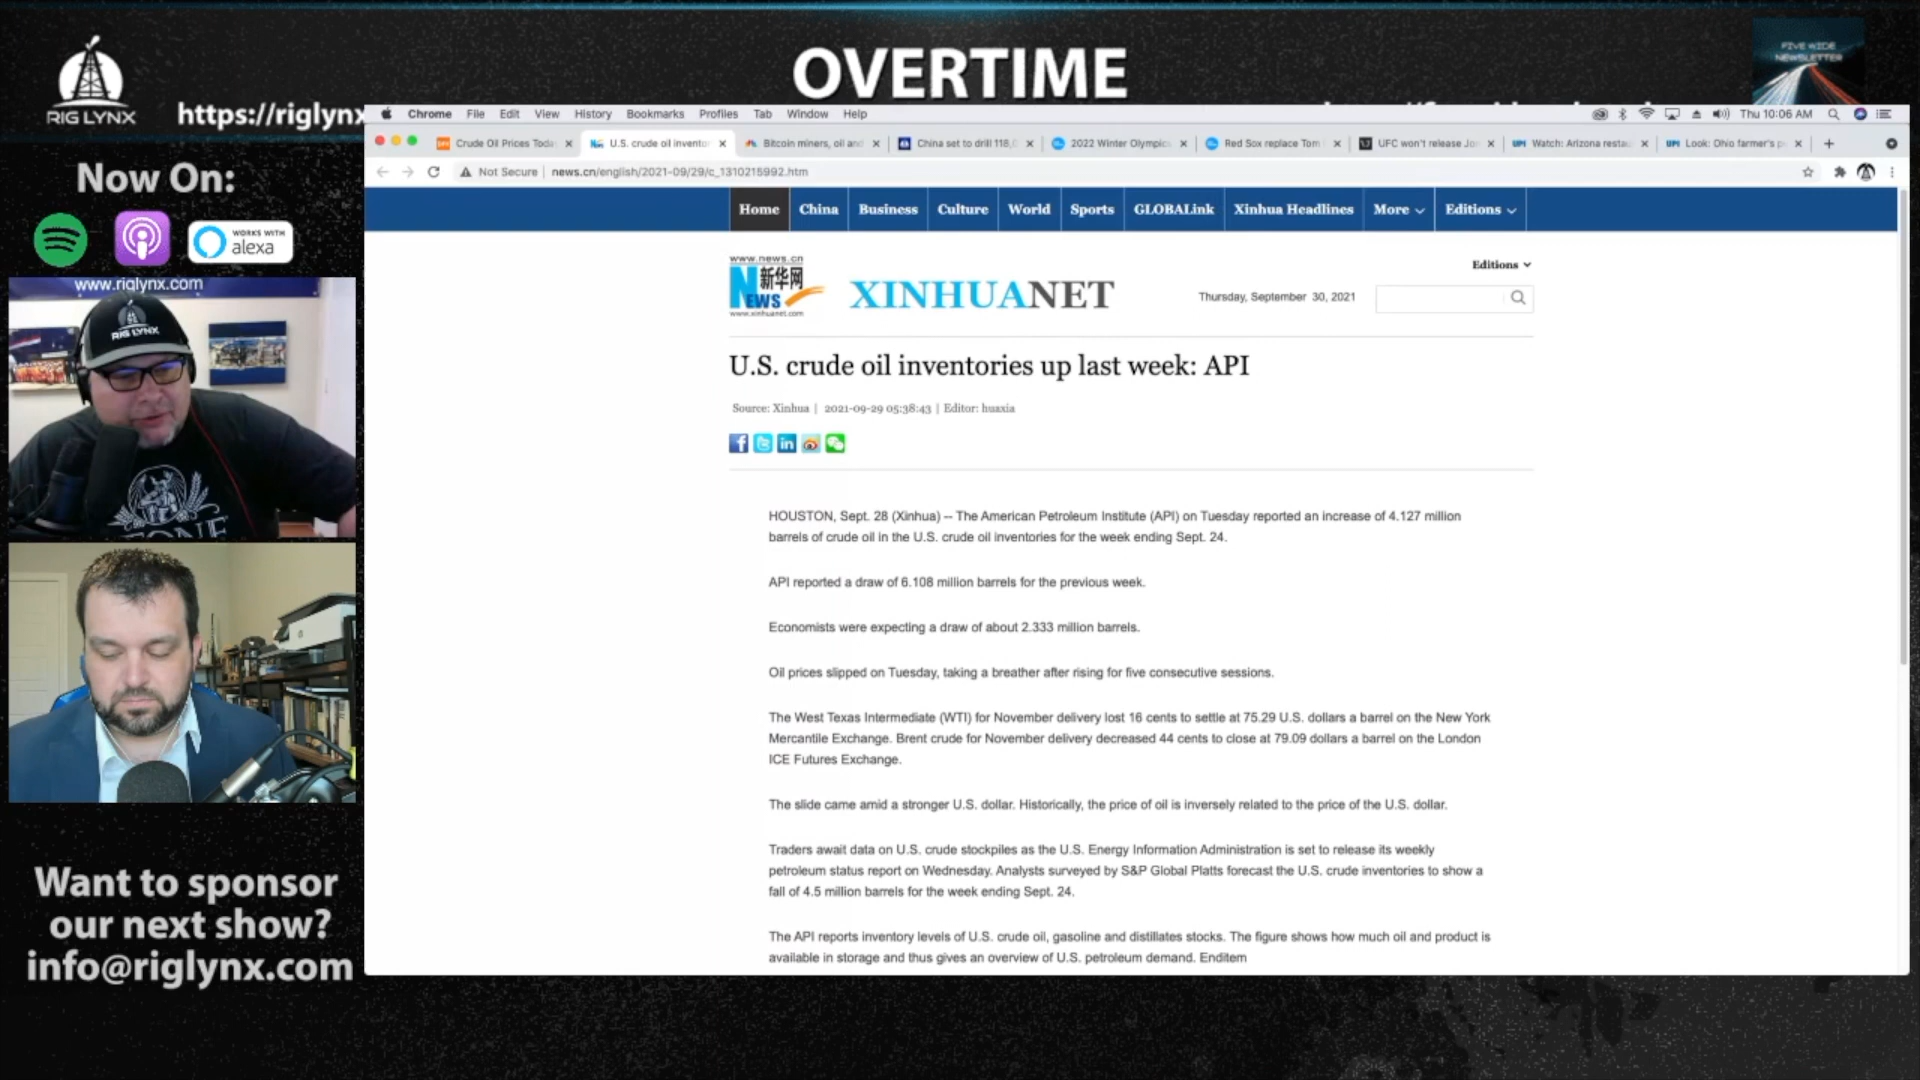 OVERTIME
FIVE WIDE
NEWSLETTER
RIG LYNX
https://riglynx
Chrome File Edit View History Bookmarks Profiles Tab Window Help
Thu 10:06 AM
Crude Oil Prices Toda
U.S. crude oil invento
Bitcoin miners, oil and
China set to drill 118,
2022 Winter Olympic
Red Sox replace Tom
UFC won't release Jo
Watch: Arizona resta
Look: Ohio farmer's p
Not Secure | news.cn/english/2021-09/29/c_1310215992.htm
Now On:
WORKS WITH
alexa
Home China Business Culture World Sports GLOBALink Xinhua Headlines More Editions
www.news.cn
新华网
NEWS
www.xinhuanet.com
XINHUANET
Editions
Thursday, September 30, 2021
www.riglynx.com
RIG LYNX
U.S. crude oil inventories up last week: API
Source: Xinhua | 2021-09-29 05:38:43 | Editor: huaxia
HOUSTON, Sept. 28 (Xinhua) -- The American Petroleum Institute (API) on Tuesday reported an increase of 4.127 million
barrels of crude oil in the U.S. crude oil inventories for the week ending Sept. 24.
API reported a draw of 6.108 million barrels for the previous week.
Economists were expecting a draw of about 2.333 million barrels.
Oil prices slipped on Tuesday, taking a breather after rising for five consecutive sessions.
The West Texas Intermediate (WTI) for November delivery lost 16 cents to settle at 75.29 U.S. dollars a barrel on the New York
Mercantile Exchange. Brent crude for November delivery decreased 44 cents to close at 79.09 dollars a barrel on the London
ICE Futures Exchange.
The slide came amid a stronger U.S. dollar. Historically, the price of oil is inversely related to the price of the U.S. dollar.
Traders await data on U.S. crude stockpiles as the U.S. Energy Information Administration is set to release its weekly
petroleum status report on Wednesday. Analysts surveyed by S&P Global Platts forecast the U.S. crude inventories to show a
fall of 4.5 million barrels for the week ending Sept. 24.
The API reports inventory levels of U.S. crude oil, gasoline and distillates stocks. The figure shows how much oil and product is
available in storage and thus gives an overview of U.S. petroleum demand. Enditem
Want to sponsor
our next show?
info@riglynx.com